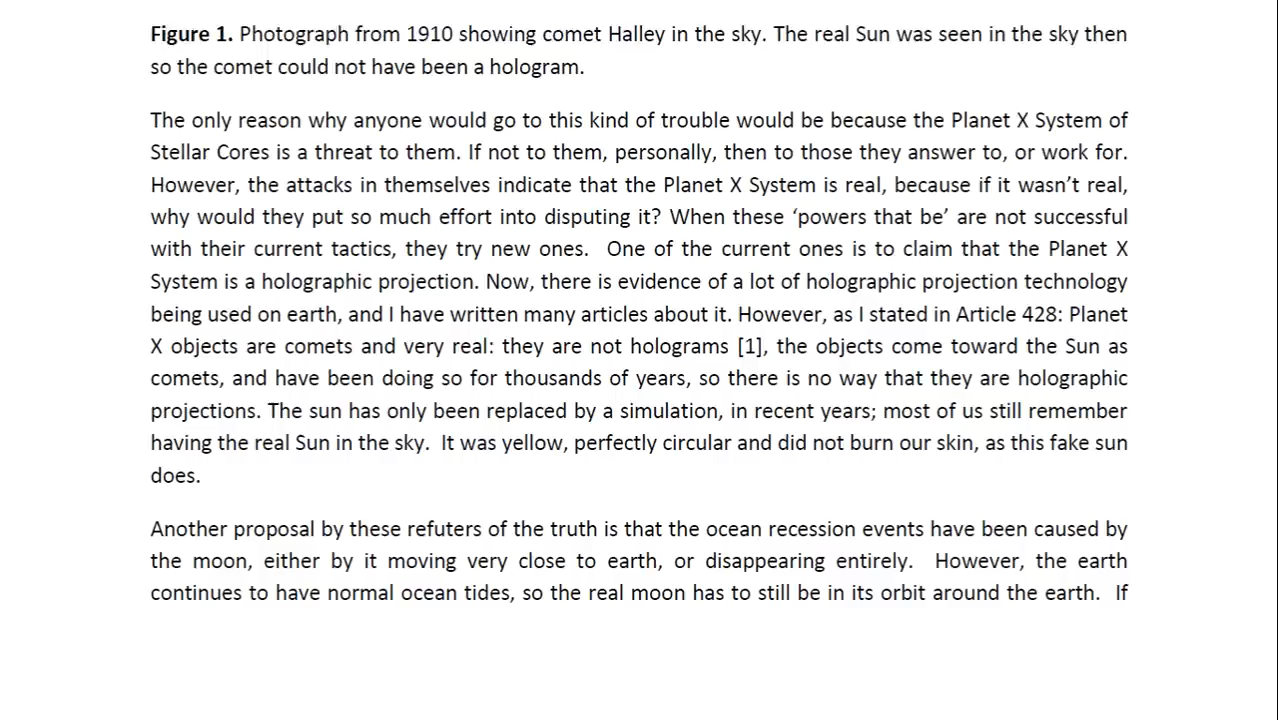 Figure 1. Photograph from 1910 showing comet Halley in the sky. The real Sun was seen in the sky then
so the comet could not have been a hologram.
The only reason why anyone would go to this kind of trouble would be because the Planet X System of
Stellar Cores is a threat to them. If not to them, personally, then to those they answer to, or work for.
However, the attacks in themselves indicate that the Planet X System is real, because if it wasn’t real,
why would they put so much effort into disputing it? When these ‘powers that be’ are not successful
with their current tactics, they try new ones.  One of the current ones is to claim that the Planet X
System is a holographic projection. Now, there is evidence of a lot of holographic projection technology
being used on earth, and I have written many articles about it. However, as I stated in Article 428: Planet
X objects are comets and very real: they are not holograms [1], the objects come toward the Sun as
comets, and have been doing so for thousands of years, so there is no way that they are holographic
projections. The sun has only been replaced by a simulation, in recent years; most of us still remember
having the real Sun in the sky.  It was yellow, perfectly circular and did not burn our skin, as this fake sun
does.
Another proposal by these refuters of the truth is that the ocean recession events have been caused by
the moon, either by it moving very close to earth, or disappearing entirely.  However, the earth
continues to have normal ocean tides, so the real moon has to still be in its orbit around the earth.  If